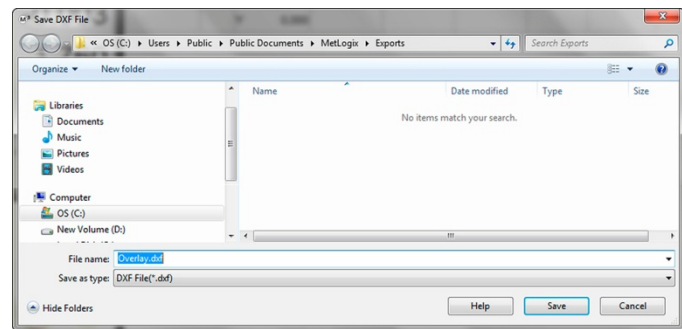 M³ Save DXF File
« OS (C:) ▸ Users ▸ Public ▸ Public Documents ▸ MetLogix ▸ Exports
Search Exports
Organize
New folder
Name
Date modified
Type
Size
No items match your search.
Libraries
Documents
Music
Pictures
Videos
Computer
OS (C:)
New Volume (D:)
File name: Overlay.dxf
Save as type: DXF File(*.dxf)
Hide Folders
Help
Save
Cancel